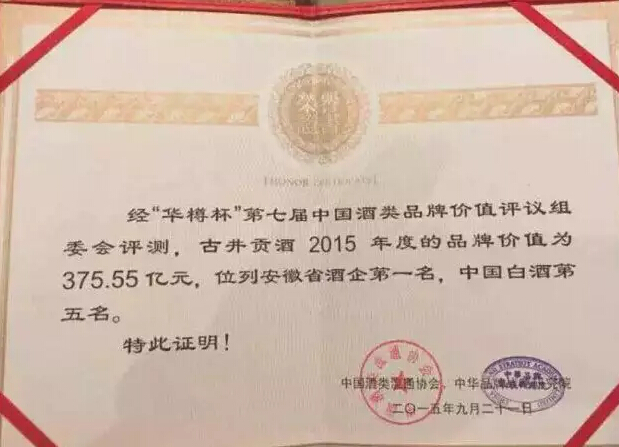 HONOR CERTIFICATE
经“华樽杯”第七届中国酒类品牌价值评议组
委会评测，古井贡酒 2015 年度的品牌价值为
375.55 亿元，位列安徽省酒企第一名，中国白酒第
五名。
特此证明！
中国酒类流通协会、中华品牌战略研究院
二〇一五年九月二十一日